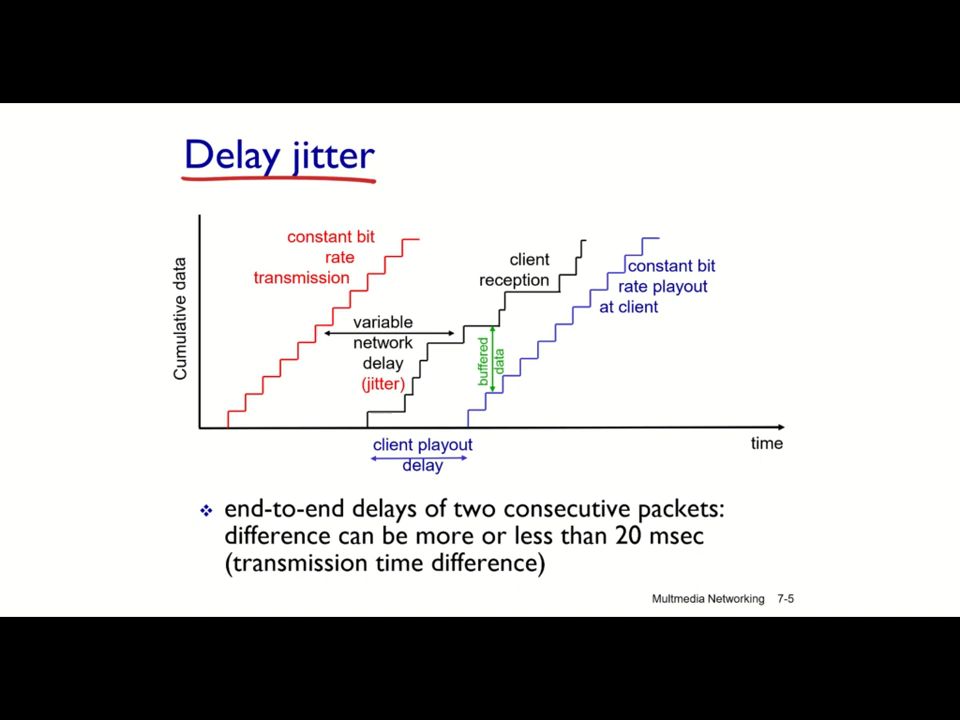 Delay jitter
constant bit
rate
transmission
variable
network
delay
(jitter)
client
reception
buffered
data
constant bit
rate playout
at client
Cumulative data
time
client playout
delay
❖ end-to-end delays of two consecutive packets:
difference can be more or less than 20 msec
(transmission time difference)
Multmedia Networking 7-5